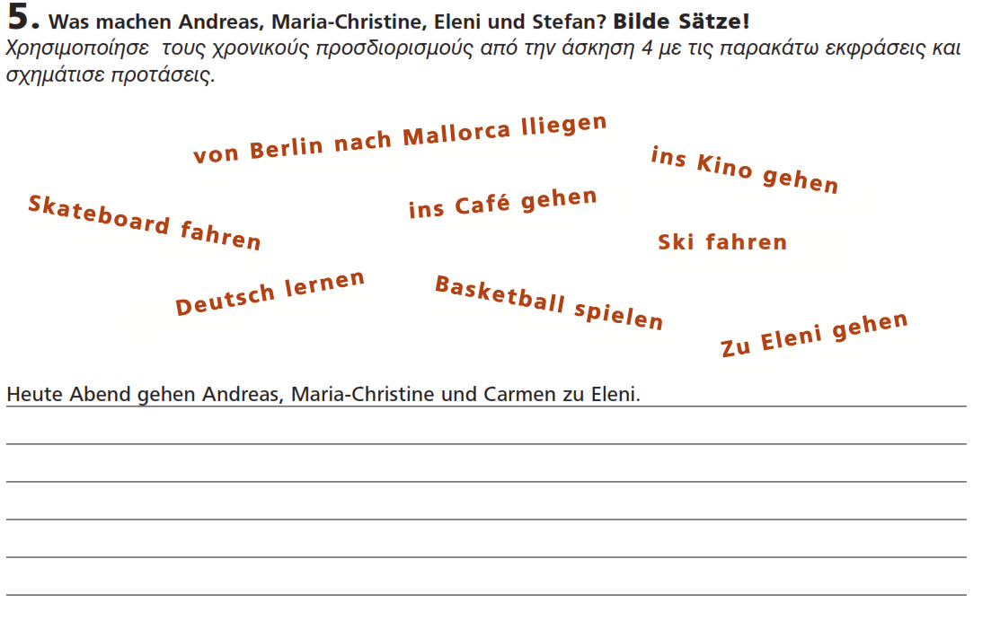 5. Was machen Andreas, Maria-Christine, Eleni und Stefan? Bilde Sätze!
Χρησιμοποίησε τους χρονικούς προσδιορισμούς από την άσκηση 4 με τις παρακάτω εκφράσεις και
σχημάτισε προτάσεις.
von Berlin nach Mallorca lliegen
ins Kino gehen
Skateboard fahren
ins Café gehen
Ski fahren
Deutsch lernen
Basketball spielen
Zu Eleni gehen
Heute Abend gehen Andreas, Maria-Christine und Carmen zu Eleni.